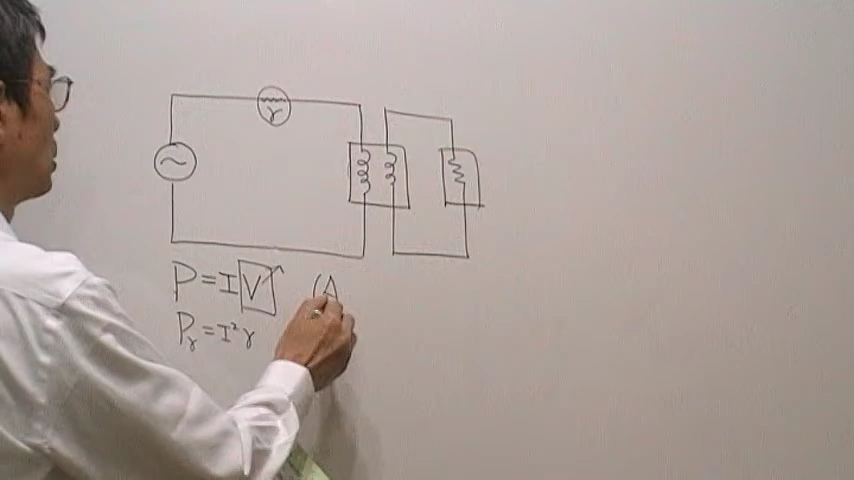 r
P = IV (A
Pr = I²r